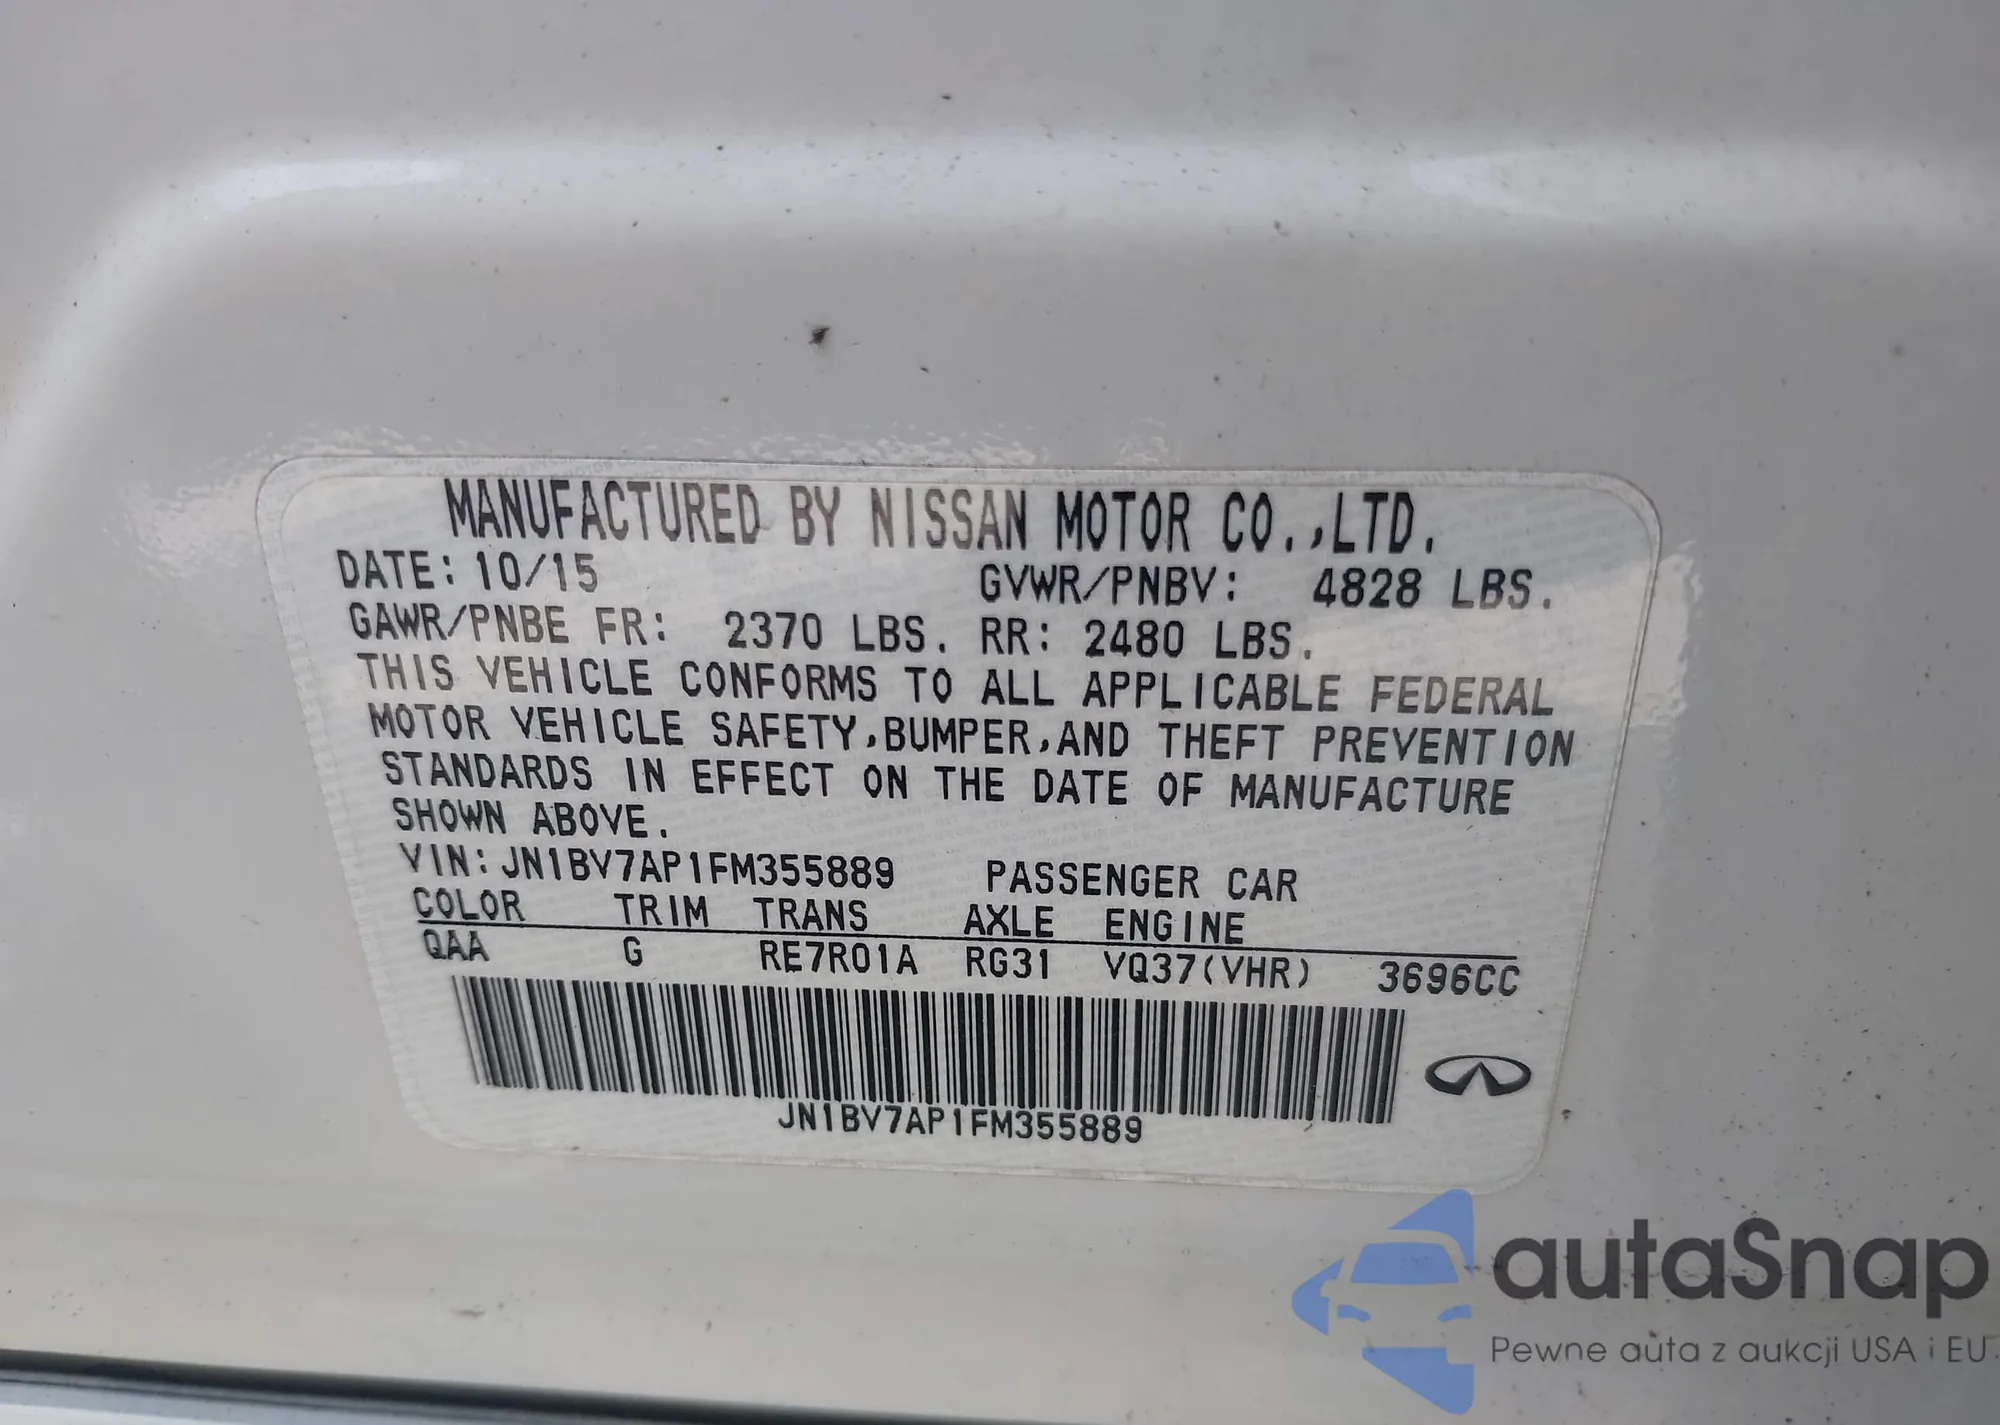 MANUFACTURED BY NISSAN MOTOR CO.,LTD.
DATE: 10/15 GVWR/PNBV: 4828 LBS.
GAWR/PNBE FR: 2370 LBS. RR: 2480 LBS.
THIS VEHICLE CONFORMS TO ALL APPLICABLE FEDERAL
MOTOR VEHICLE SAFETY,BUMPER,AND THEFT PREVENTION
STANDARDS IN EFFECT ON THE DATE OF MANUFACTURE
SHOWN ABOVE.
VIN: JN1BV7AP1FM355889 PASSENGER CAR
COLOR TRIM TRANS AXLE ENGINE
QAA G RE7R01A RG31 VQ37(VHR) 3696CC
JN1BV7AP1FM355889
autaSnap
Pewne auta z aukcji USA i EU.